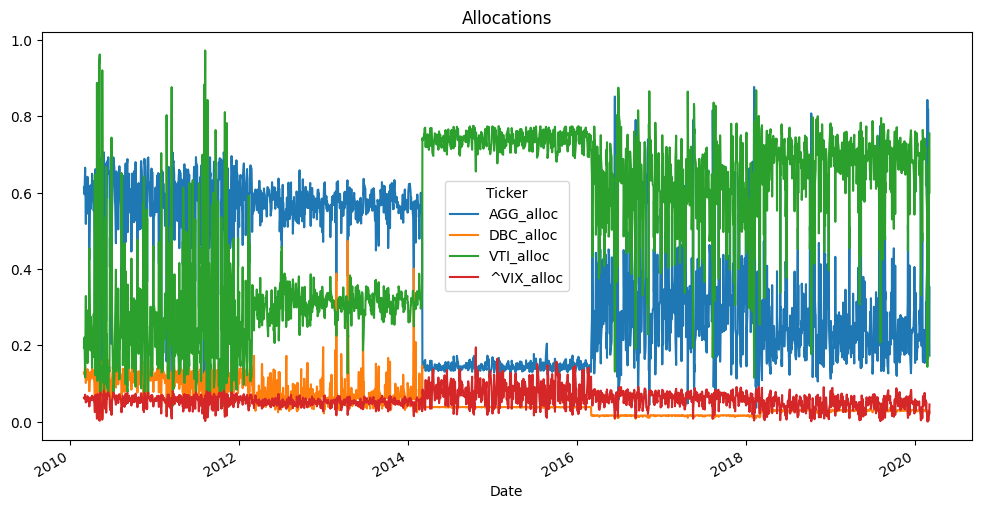 Allocations
1.0
0.8
0.6
0.4
0.2
0.0
Ticker
AGG_alloc
DBC_alloc
VTI_alloc
^VIX_alloc
2010
2012
2014
2016
2018
2020
Date